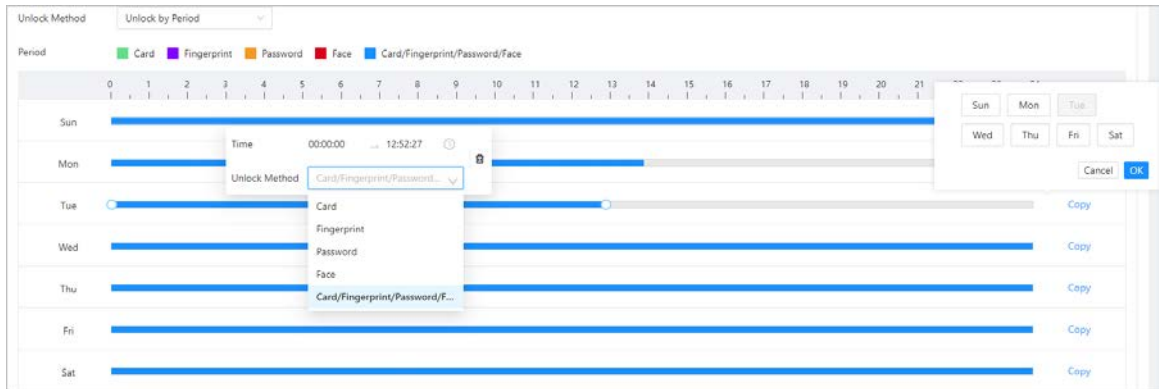 Unlock Method Unlock by Period
Period Card Fingerprint Password Face Card/Fingerprint/Password/Face
0 1 2 3 4 5 6 7 8 9 10 11 12 13 14 15 16 17 18 19 20 21
Sun Mon Tue
Sun
Wed Thu Fri Sat
Time 00:00:00 12:52:27
Mon
Cancel OK
Unlock Method Card/Fingerprint/Password...
Tue Card Copy
Fingerprint
Wed Password Copy
Face
Thu Card/Fingerprint/Password/F... Copy
Fri Copy
Sat Copy